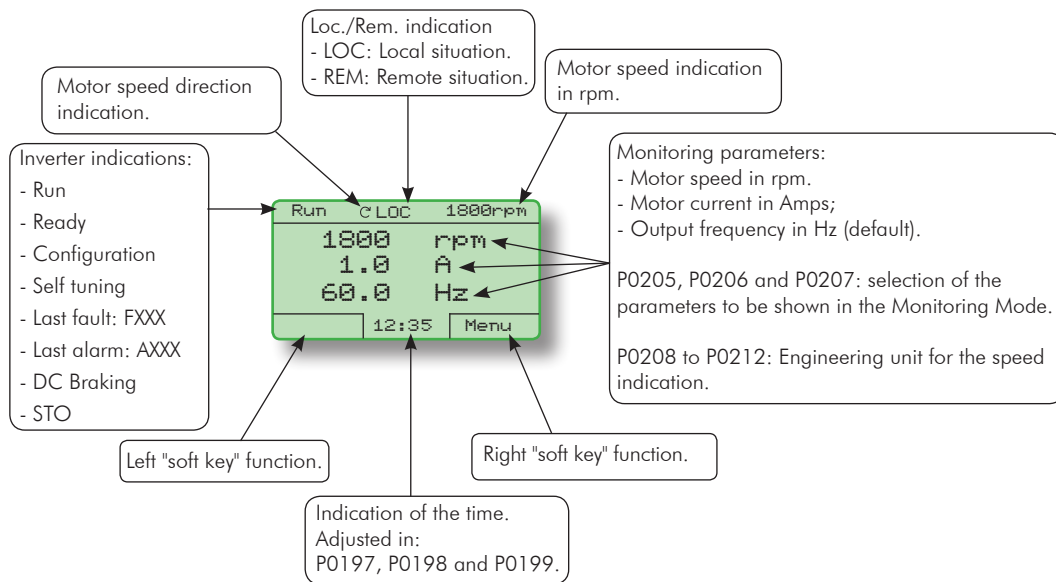 Loc./Rem. indication
- LOC: Local situation.
- REM: Remote situation.
Motor speed indication
in rpm.
Motor speed direction
indication.
Inverter indications:
- Run
- Ready
- Configuration
- Self tuning
- Last fault: FXXX
- Last alarm: AXXX
- DC Braking
- STO
Monitoring parameters:
- Motor speed in rpm.
- Motor current in Amps;
- Output frequency in Hz (default).
P0205, P0206 and P0207: selection of the
parameters to be shown in the Monitoring Mode.
P0208 to P0212: Engineering unit for the speed
indication.
Run LOC 1800rpm
1800 rpm
1.0 A
60.0 Hz
12:35 Menu
Left "soft key" function.
Right "soft key" function.
Indication of the time.
Adjusted in:
P0197, P0198 and P0199.